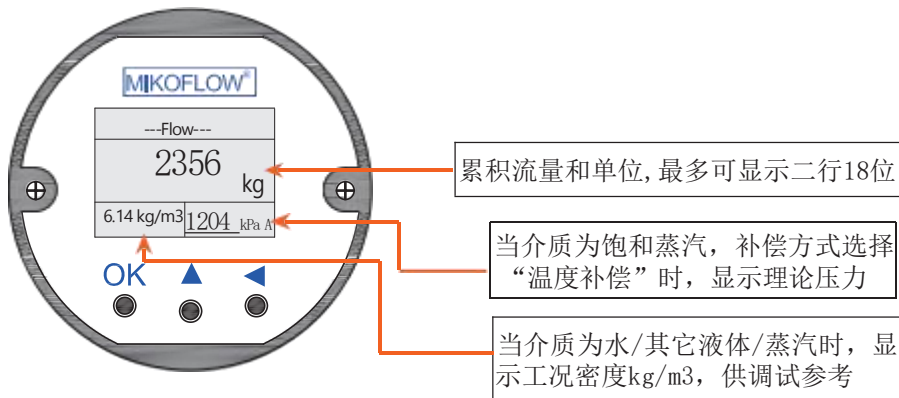 MIKOFLOW®
---Flow---
2356
kg
6.14 kg/m3
1204 kPa A
OK
累积流量和单位,最多可显示二行18位
当介质为饱和蒸汽，补偿方式选择
“温度补偿”时，显示理论压力
当介质为水/其它液体/蒸汽时，显
示工况密度kg/m3，供调试参考